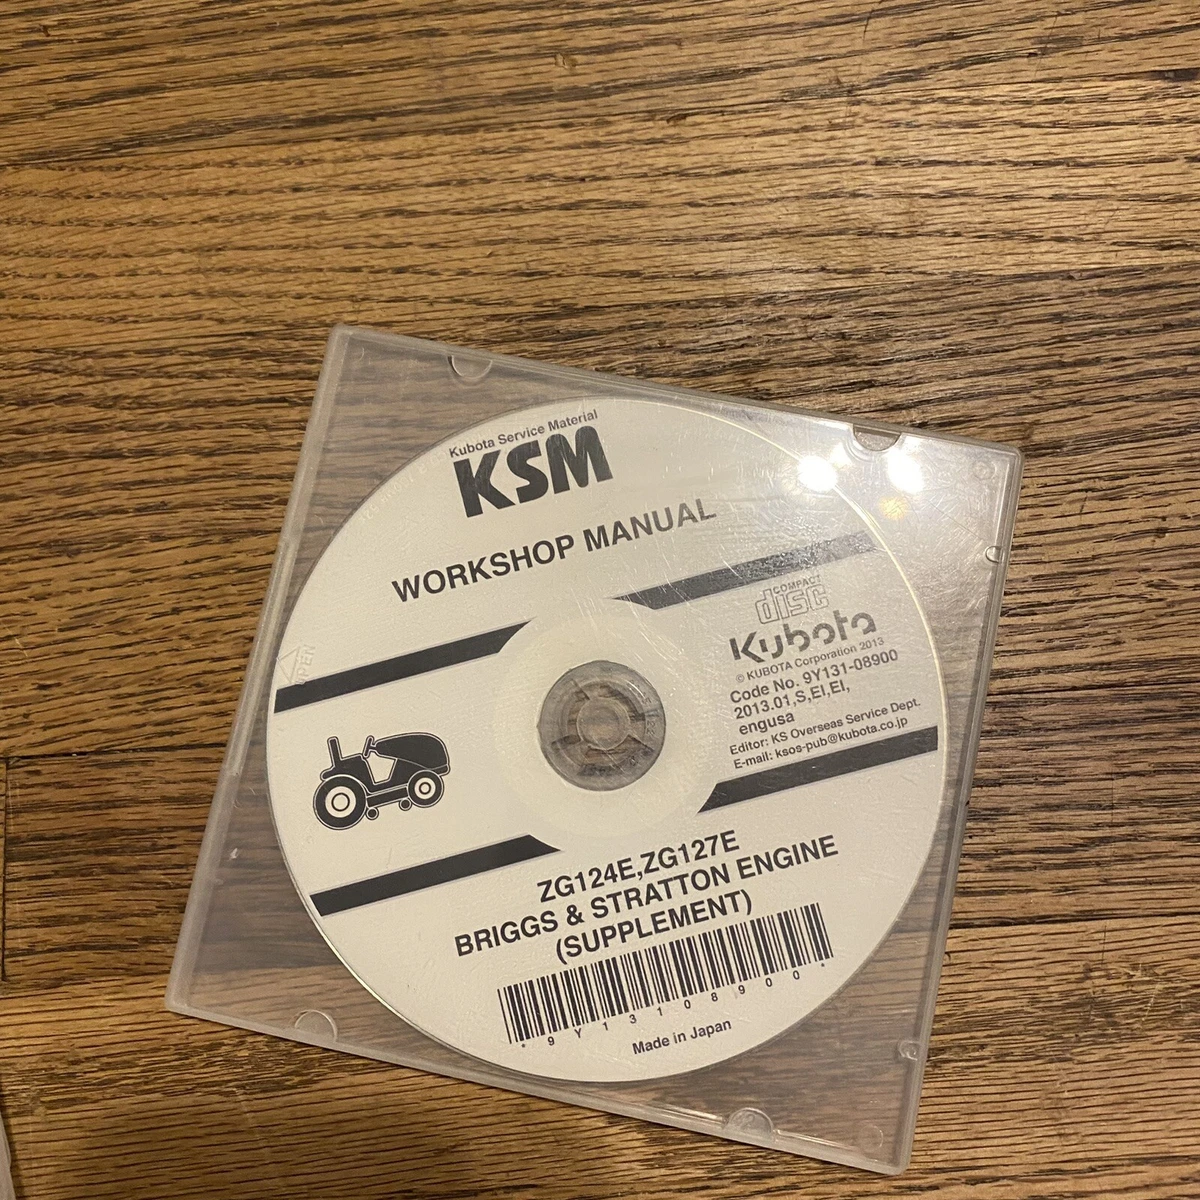 Kubota Service Material
KSM
WORKSHOP MANUAL
COMPACT
disc
Kubota
© KUBOTA Corporation 2013
Code No. 9Y131-08900
2013.01,S,EI,EI,
engusa
Editor: KS Overseas Service Dept.
E-mail: ksos-pub@kubota.co.jp
OPEN
ZG124E,ZG127E
BRIGGS & STRATTON ENGINE
(SUPPLEMENT)
* 9 Y 1 3 1 0 8 9 0 0 *
Made in Japan